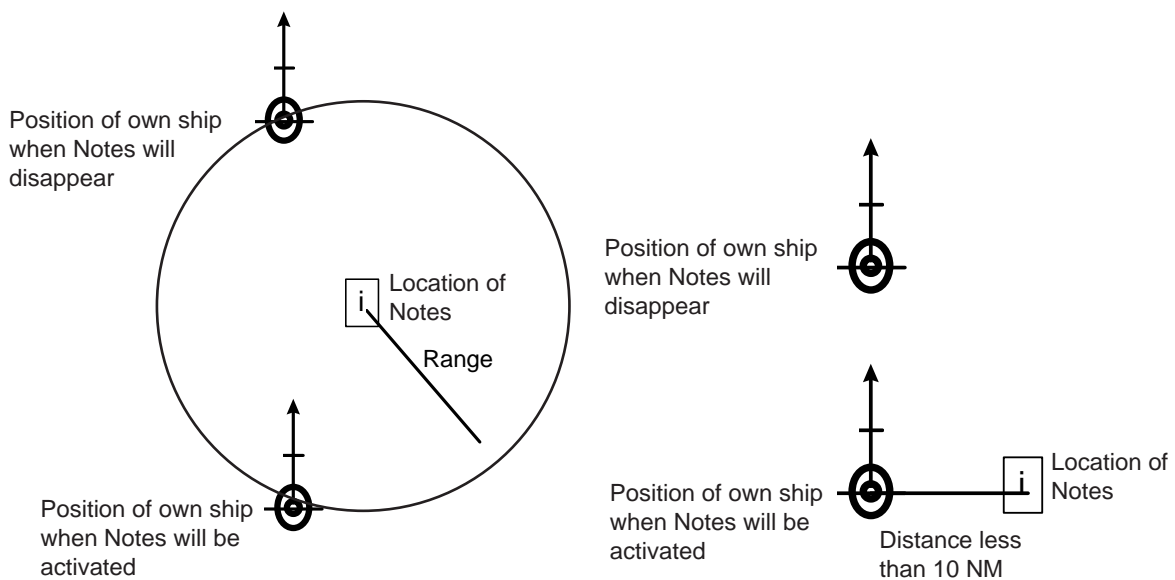 Position of own ship
when Notes will
disappear
i
Location of
Notes
Range
Position of own ship
when Notes will be
activated
Position of own ship
when Notes will
disappear
Position of own ship
when Notes will be
activated
i
Location of
Notes
Distance less
than 10 NM